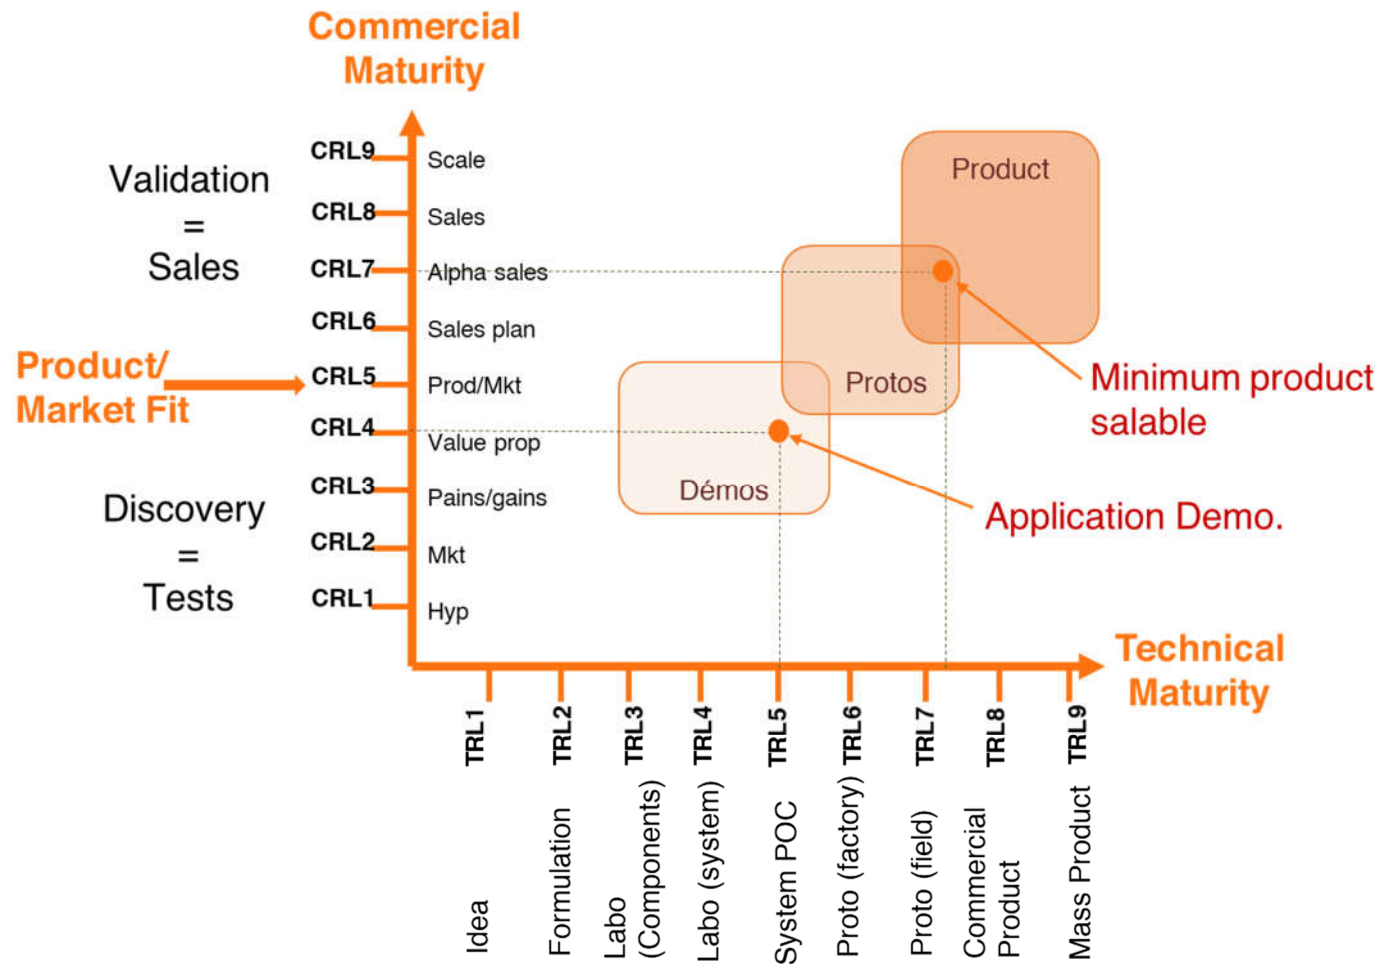 Commercial
Maturity
CRL9
Scale
Validation
=
Sales
CRL8
Sales
CRL7
Alpha sales
CRL6
Sales plan
Product/
Market Fit
CRL5
Prod/Mkt
CRL4
Value prop
CRL3
Pains/gains
Discovery
=
Tests
CRL2
Mkt
CRL1
Hyp
Product
Protos
Démos
Minimum product
salable
Application Demo.
Technical
Maturity
TRL1
TRL2
TRL3
TRL4
TRL5
TRL6
TRL7
TRL8
TRL9
Idea
Formulation
Labo
(Components)
Labo (system)
System POC
Proto (factory)
Proto (field)
Commercial
Product
Mass Product